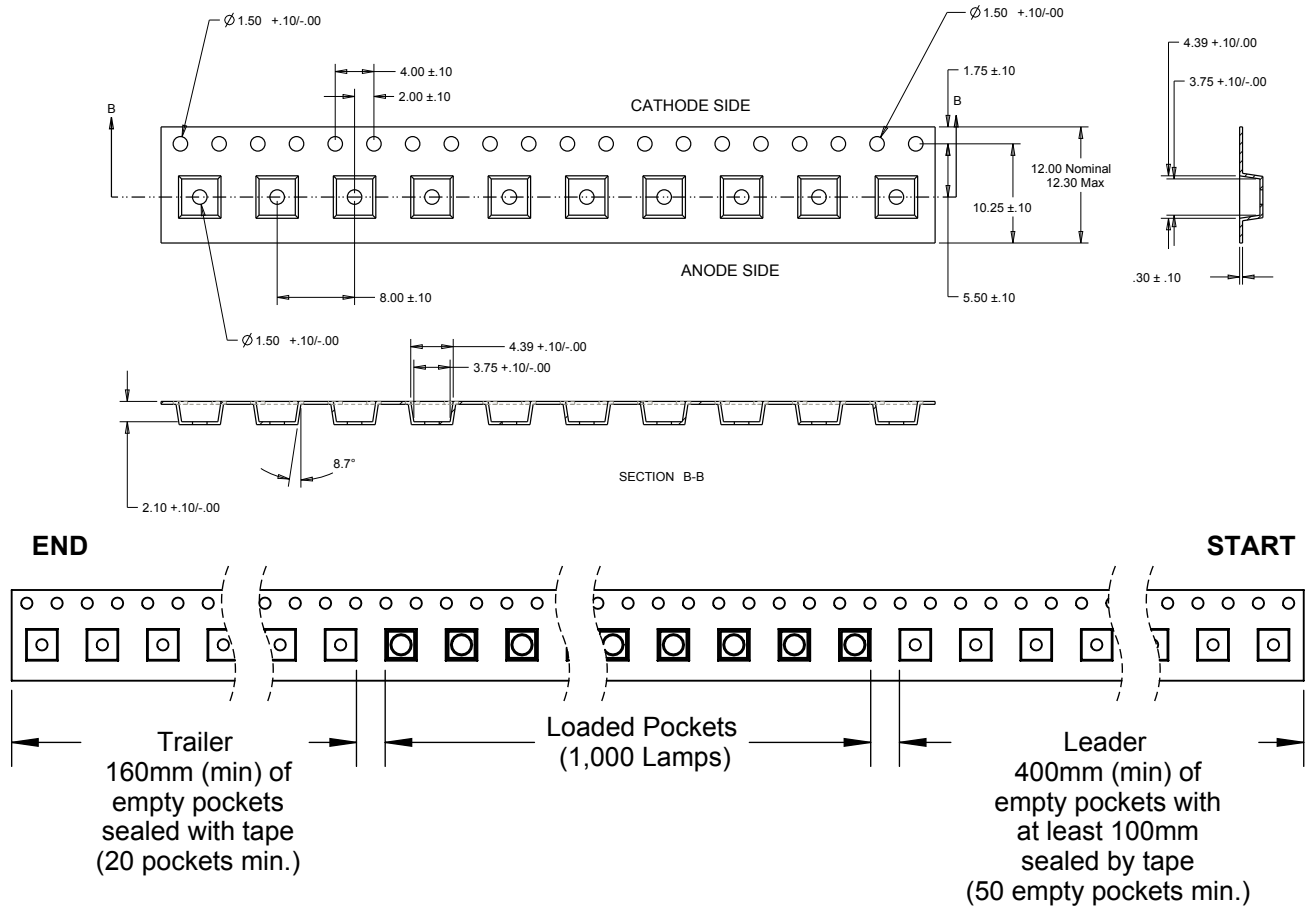 Ø 1.50 +.10/-.00
Ø 1.50 +.10/-00
4.00 ±.10
1.75 ±.10
4.39 +.10/.00
3.75 +.10/-.00
2.00 ±.10
B
CATHODE SIDE
B
12.00 Nominal
12.30 Max
10.25 ±.10
ANODE SIDE
.30 ± .10
8.00 ±.10
5.50 ±.10
Ø 1.50 +.10/-.00
4.39 +.10/-.00
3.75 +.10/-.00
8.7°
SECTION B-B
2.10 +.10/-.00
END
START
Trailer
160mm (min) of
empty pockets
sealed with tape
(20 pockets min.)
Loaded Pockets
(1,000 Lamps)
Leader
400mm (min) of
empty pockets with
at least 100mm
sealed by tape
(50 empty pockets min.)